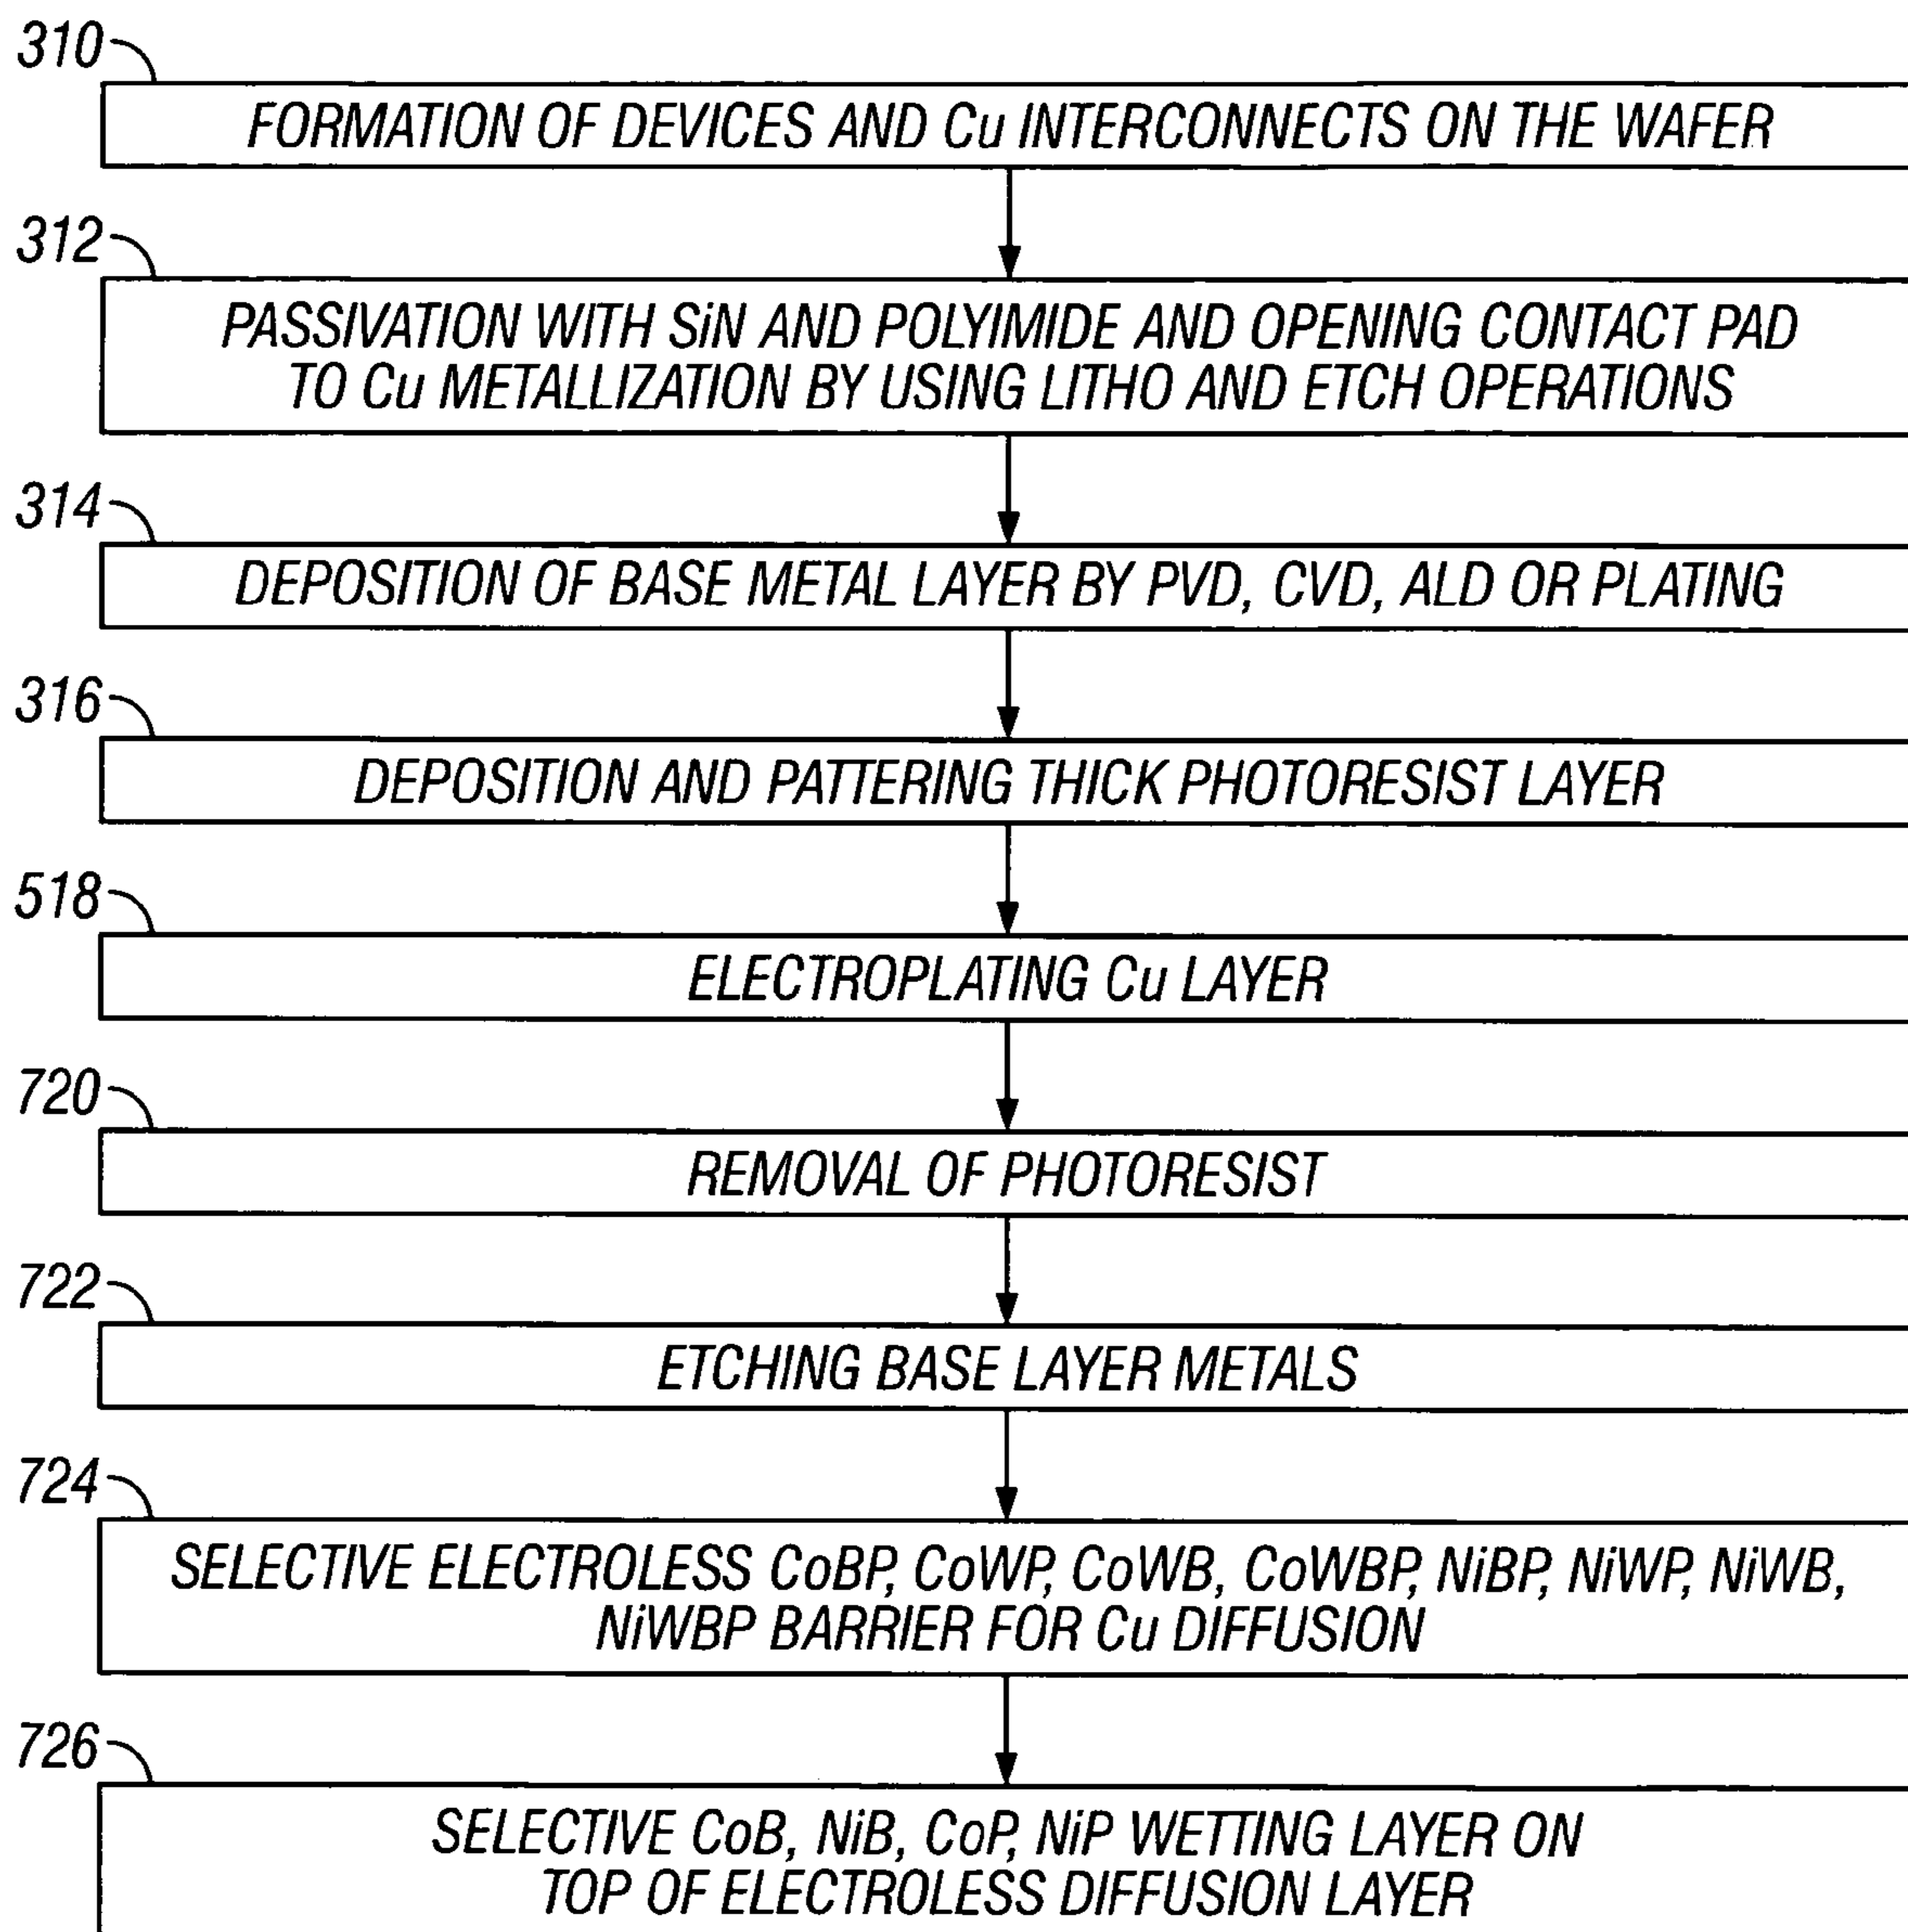 310
FORMATION OF DEVICES AND Cu INTERCONNECTS ON THE WAFER
312
PASSIVATION WITH SiN AND POLYIMIDE AND OPENING CONTACT PAD
TO Cu METALLIZATION BY USING LITHO AND ETCH OPERATIONS
314
DEPOSITION OF BASE METAL LAYER BY PVD, CVD, ALD OR PLATING
316
DEPOSITION AND PATTERING THICK PHOTORESIST LAYER
518
ELECTROPLATING Cu LAYER
720
REMOVAL OF PHOTORESIST
722
ETCHING BASE LAYER METALS
724
SELECTIVE ELECTROLESS CoBP, CoWP, CoWB, CoWBP, NiBP, NiWP, NiWB,
NiWBP BARRIER FOR Cu DIFFUSION
726
SELECTIVE CoB, NiB, CoP, NiP WETTING LAYER ON
TOP OF ELECTROLESS DIFFUSION LAYER